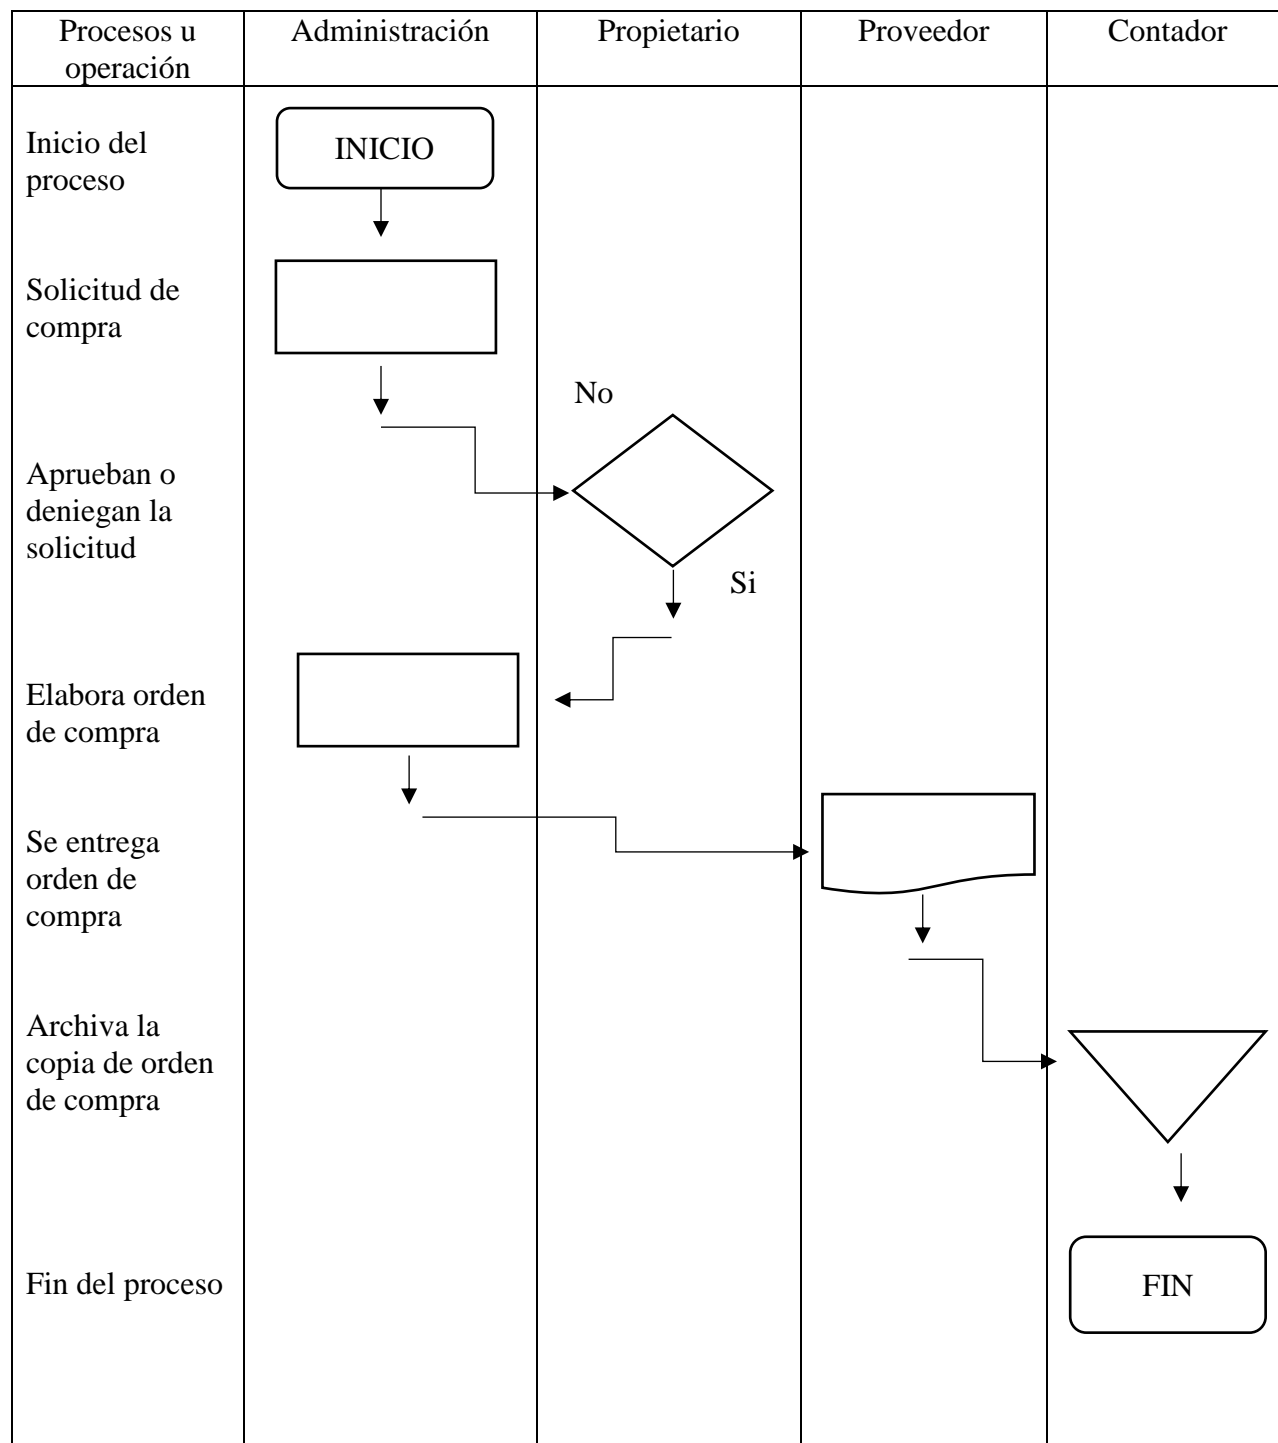 Procesos u
operación
Administración
Propietario
Proveedor
Contador
Inicio del
proceso
INICIO
Solicitud de
compra
No
Aprueban o
deniegan la
solicitud
Si
Elabora orden
de compra
Se entrega
orden de
compra
Archiva la
copia de orden
de compra
Fin del proceso
FIN